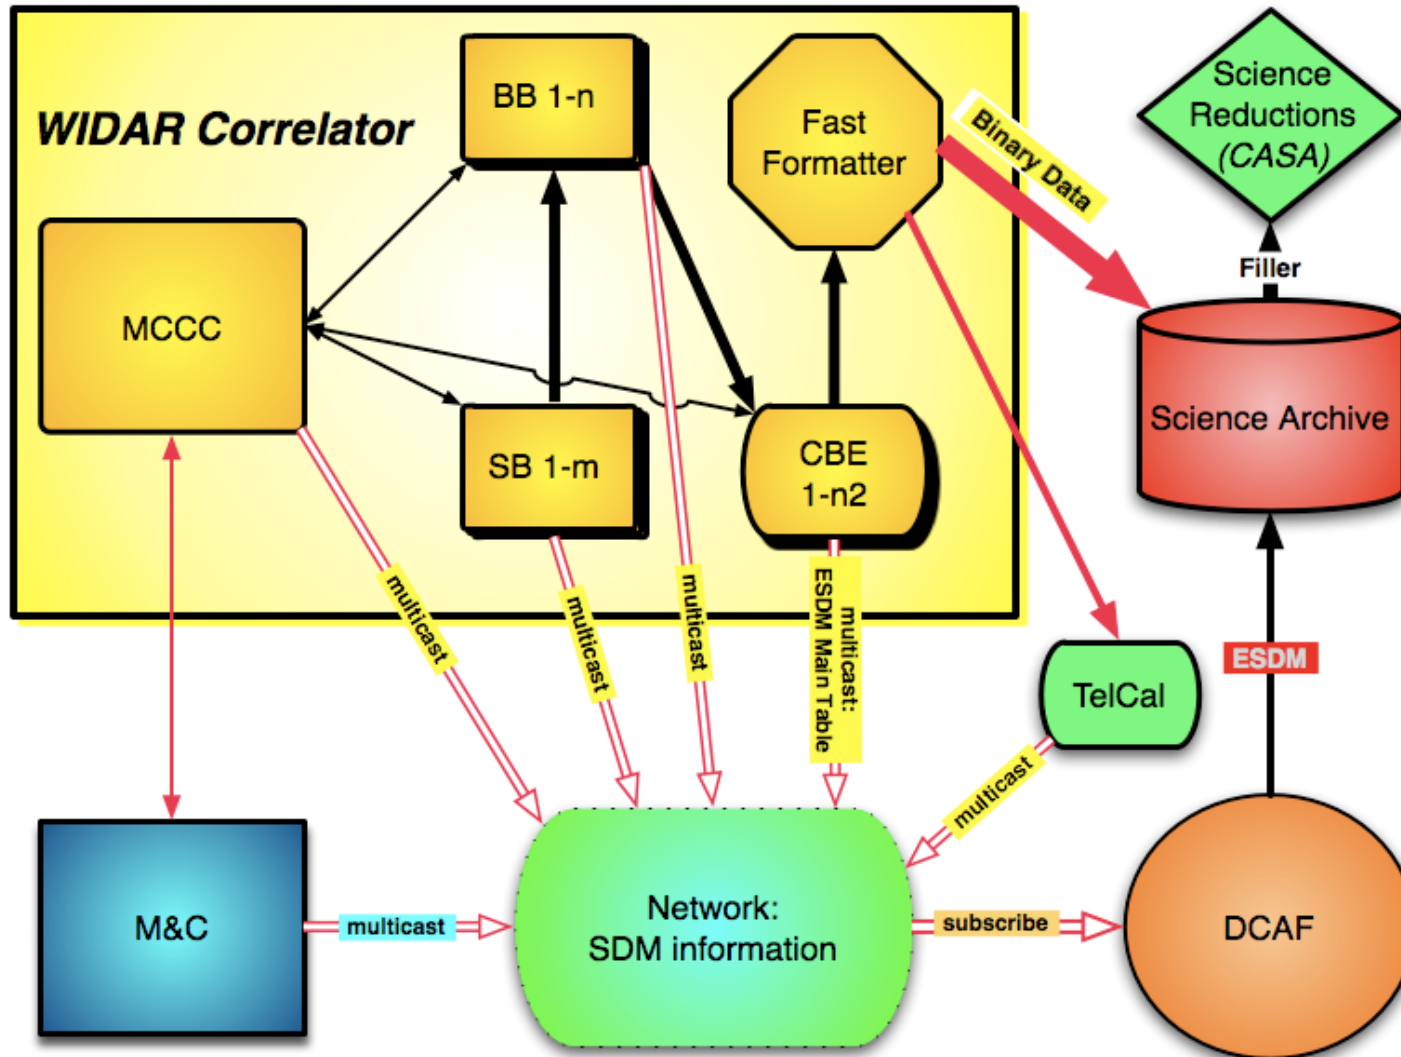 WIDAR Correlator
BB 1-n
Fast
Formatter
Binary Data
Science
Reductions
(CASA)
Filler
MCCC
SB 1-m
CBE
1-n2
Science Archive
multicast
multicast
multicast
multicast:
ESDM Main Table
ESDM
TelCal
multicast
M&C
multicast
Network:
SDM information
subscribe
DCAF